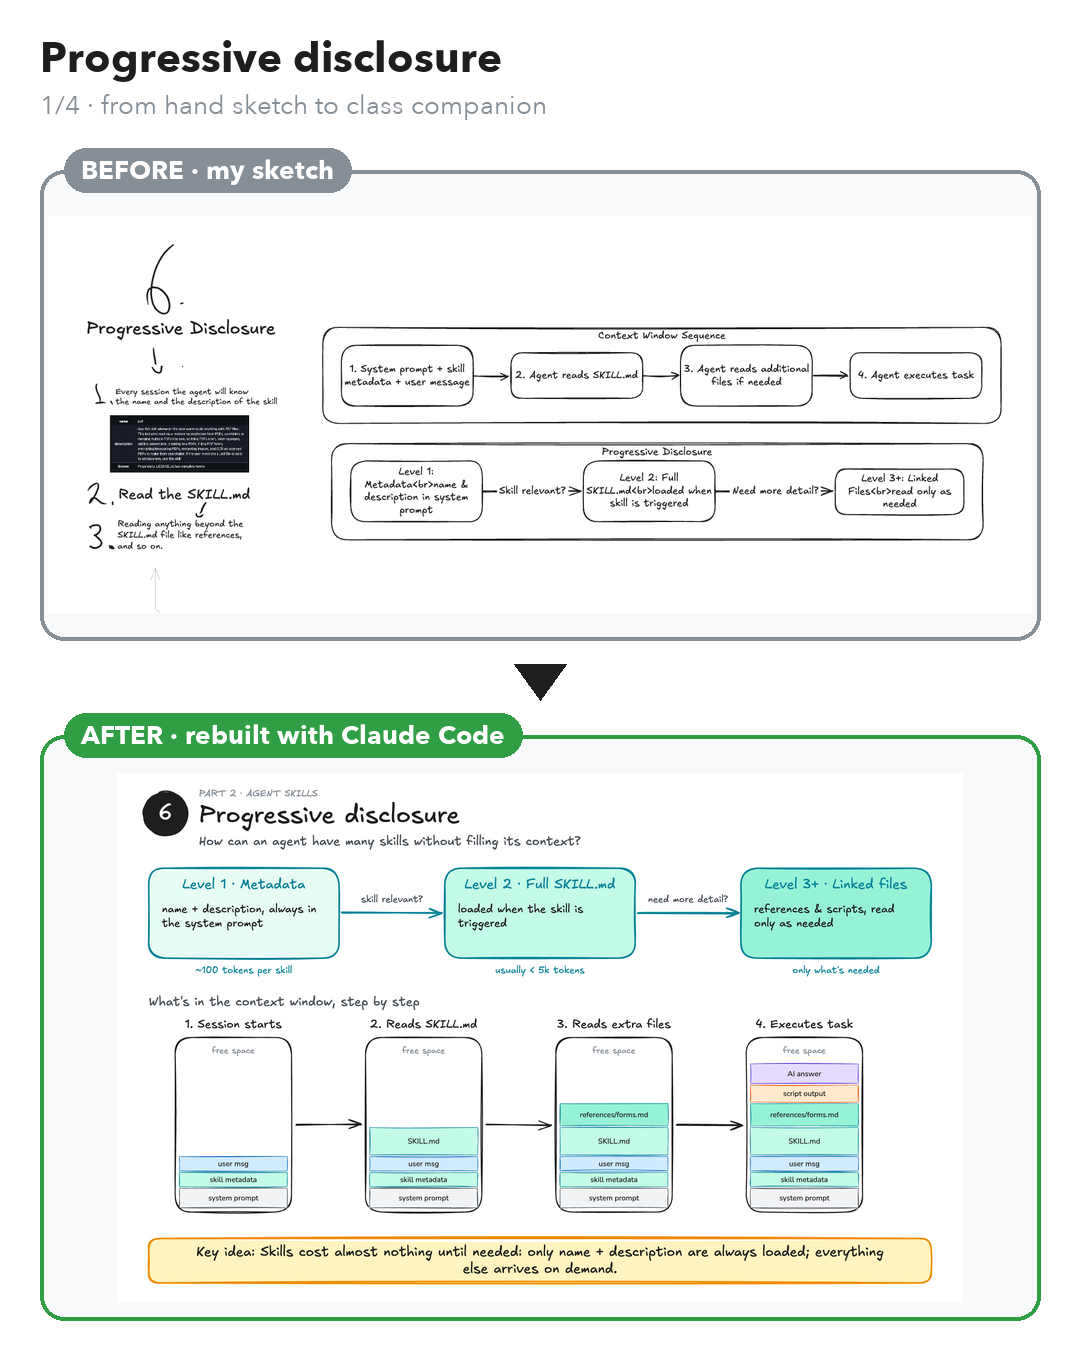 Progressive disclosure
1/4 · from hand sketch to class companion
BEFORE · my sketch
6.
Progressive Disclosure
1. Every session the agent will know
the name and the description of the skill
name
description
license
2. Read the SKILL.md
3. Reading anything beyond the
SKILL.md file like references,
and so on.
Context Window Sequence
1. System prompt + skill
metadata + user message
2. Agent reads SKILL.md
3. Agent reads additional
files if needed
4. Agent executes task
Progressive Disclosure
Level 1:
Metadata<br>name &
description in system
prompt
Skill relevant?
Level 2: Full
SKILL.md<br>loaded when
skill is triggered
Need more detail?
Level 3+: Linked
Files<br>read only as
needed
AFTER · rebuilt with Claude Code
6
PART 2 · AGENT SKILLS
Progressive disclosure
How can an agent have many skills without filling its context?
Level 1 · Metadata
name + description, always in
the system prompt
~100 tokens per skill
skill relevant?
Level 2 · Full SKILL.md
loaded when the skill is
triggered
usually < 5k tokens
need more detail?
Level 3+ · Linked files
references & scripts, read
only as needed
only what's needed
What's in the context window, step by step
1. Session starts
free space
user msg
skill metadata
system prompt
2. Reads SKILL.md
free space
SKILL.md
user msg
skill metadata
system prompt
3. Reads extra files
free space
references/forms.md
SKILL.md
user msg
skill metadata
system prompt
4. Executes task
free space
AI answer
script output
references/forms.md
SKILL.md
user msg
skill metadata
system prompt
Key idea: Skills cost almost nothing until needed: only name + description are always loaded; everything
else arrives on demand.